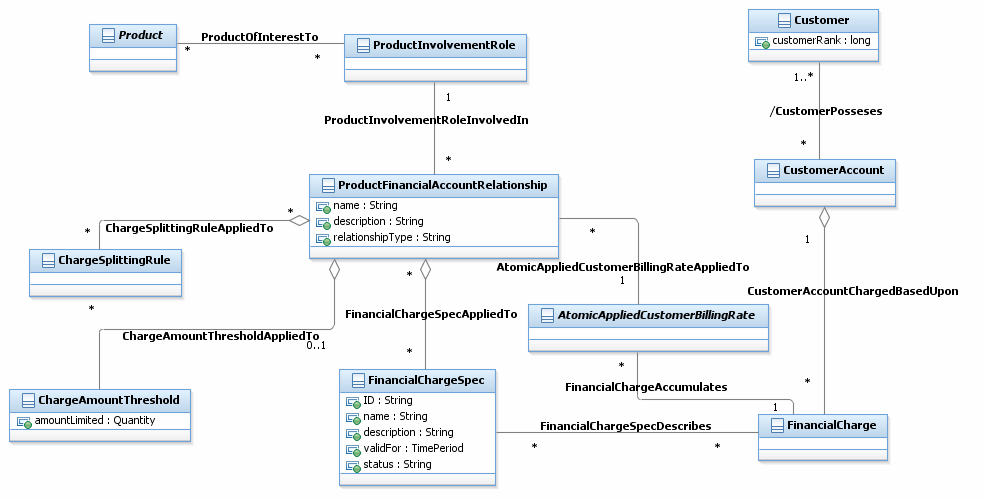 Product
ProductOfInterestTo
*
*
ProductInvolvementRole
Customer
customerRank : long
1
ProductInvolvementRoleInvolvedIn
*
1..*
/CustomerPosseses
*
CustomerAccount
ProductFinancialAccountRelationship
name : String
description : String
relationshipType : String
*
ChargeSplittingRuleAppliedTo
*
ChargeSplittingRule
*
*
AtomicAppliedCustomerBillingRateAppliedTo
1
1
CustomerAccountChargedBasedUpon
*
FinancialChargeSpecAppliedTo
*
AtomicAppliedCustomerBillingRate
ChargeAmountThresholdAppliedTo
0..1
*
FinancialChargeAccumulates
1
*
ChargeAmountThreshold
amountLimited : Quantity
FinancialChargeSpec
ID : String
name : String
description : String
validFor : TimePeriod
status : String
FinancialChargeSpecDescribes
*
*
FinancialCharge